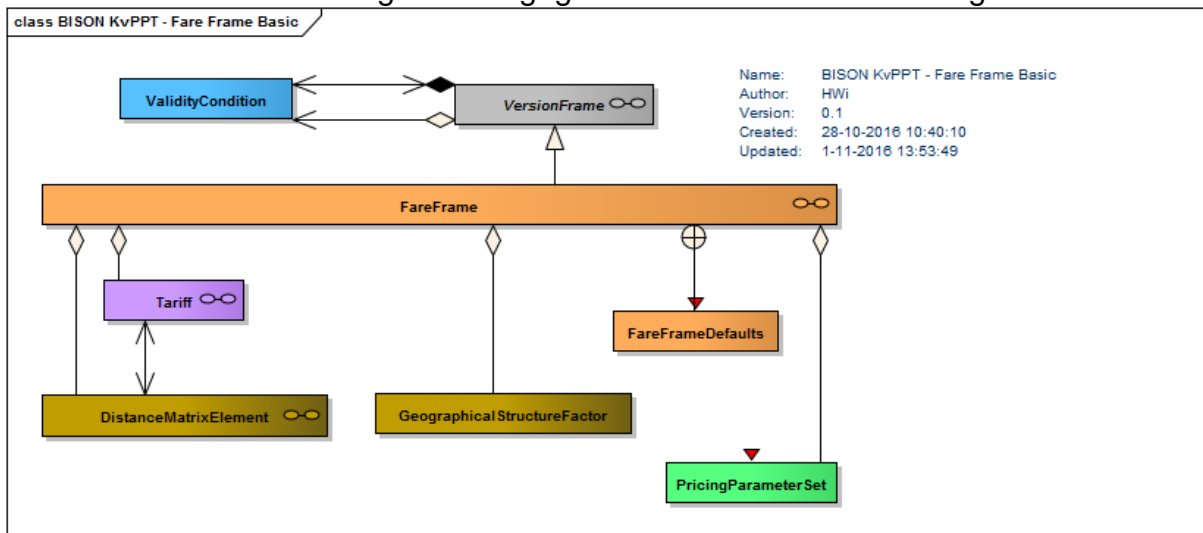 class BISON KvPPT - Fare Frame Basic
ValidityCondition
VersionFrame
Name: BISON KvPPT - Fare Frame Basic
Author: HWi
Version: 0.1
Created: 28-10-2016 10:40:10
Updated: 1-11-2016 13:53:49
FareFrame
Tariff
FareFrameDefaults
DistanceMatrixElement
GeographicalStructureFactor
PricingParameterSet